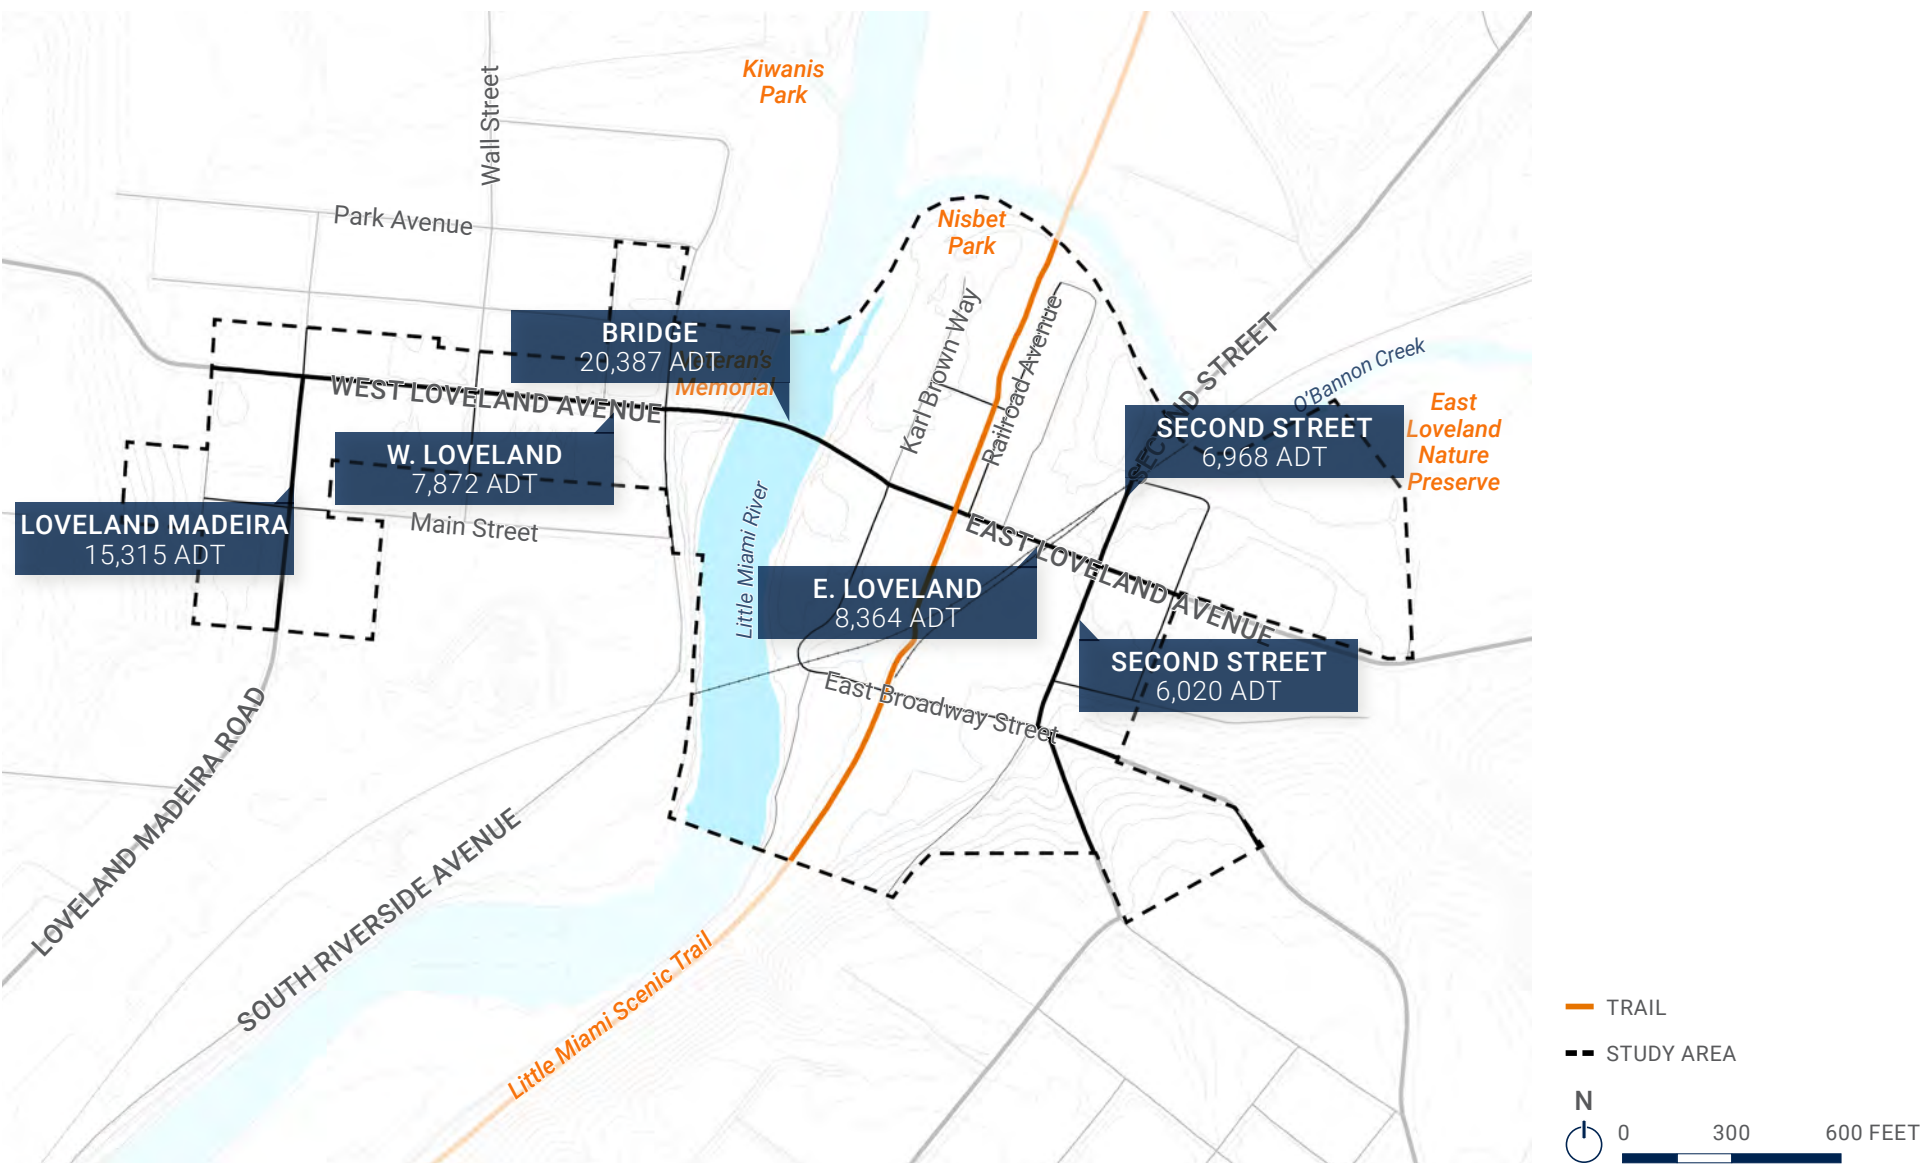 Kiwanis
Park
Wall Street
Park Avenue
Nisbet
Park
BRIDGE
20,387 ADT
Memorial
WEST LOVELAND AVENUE
Karl Brown Way
Railroad Avenue
SECOND STREET
O'Bannon Creek
East
Loveland
Nature
Preserve
SECOND STREET
6,968 ADT
W. LOVELAND
7,872 ADT
LOVELAND MADEIRA
15,315 ADT
Main Street
Little Miami River
EAST LOVELAND AVENUE
E. LOVELAND
8,364 ADT
SECOND STREET
6,020 ADT
East Broadway Street
LOVELAND MADEIRA ROAD
SOUTH RIVERSIDE AVENUE
Little Miami Scenic Trail
TRAIL
STUDY AREA
N
0 300 600 FEET